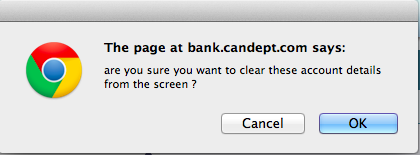 The page at bank.candept.com says:
are you sure you want to clear these account details
from the screen ?
Cancel
OK